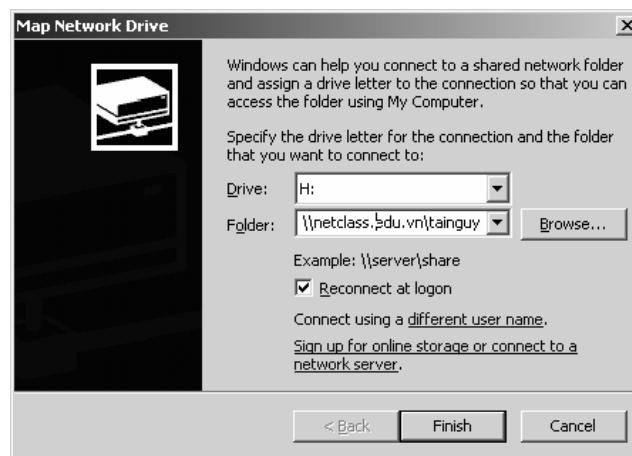 Map Network Drive
Windows can help you connect to a shared network folder
and assign a drive letter to the connection so that you can
access the folder using My Computer.
Specify the drive letter for the connection and the folder
that you want to connect to:
Drive: H:
Folder: \\netclass.edu.vn\tainguy Browse...
Example: \\server\share
Reconnect at logon
Connect using a different user name.
Sign up for online storage or connect to a
network server.
< Back Finish Cancel